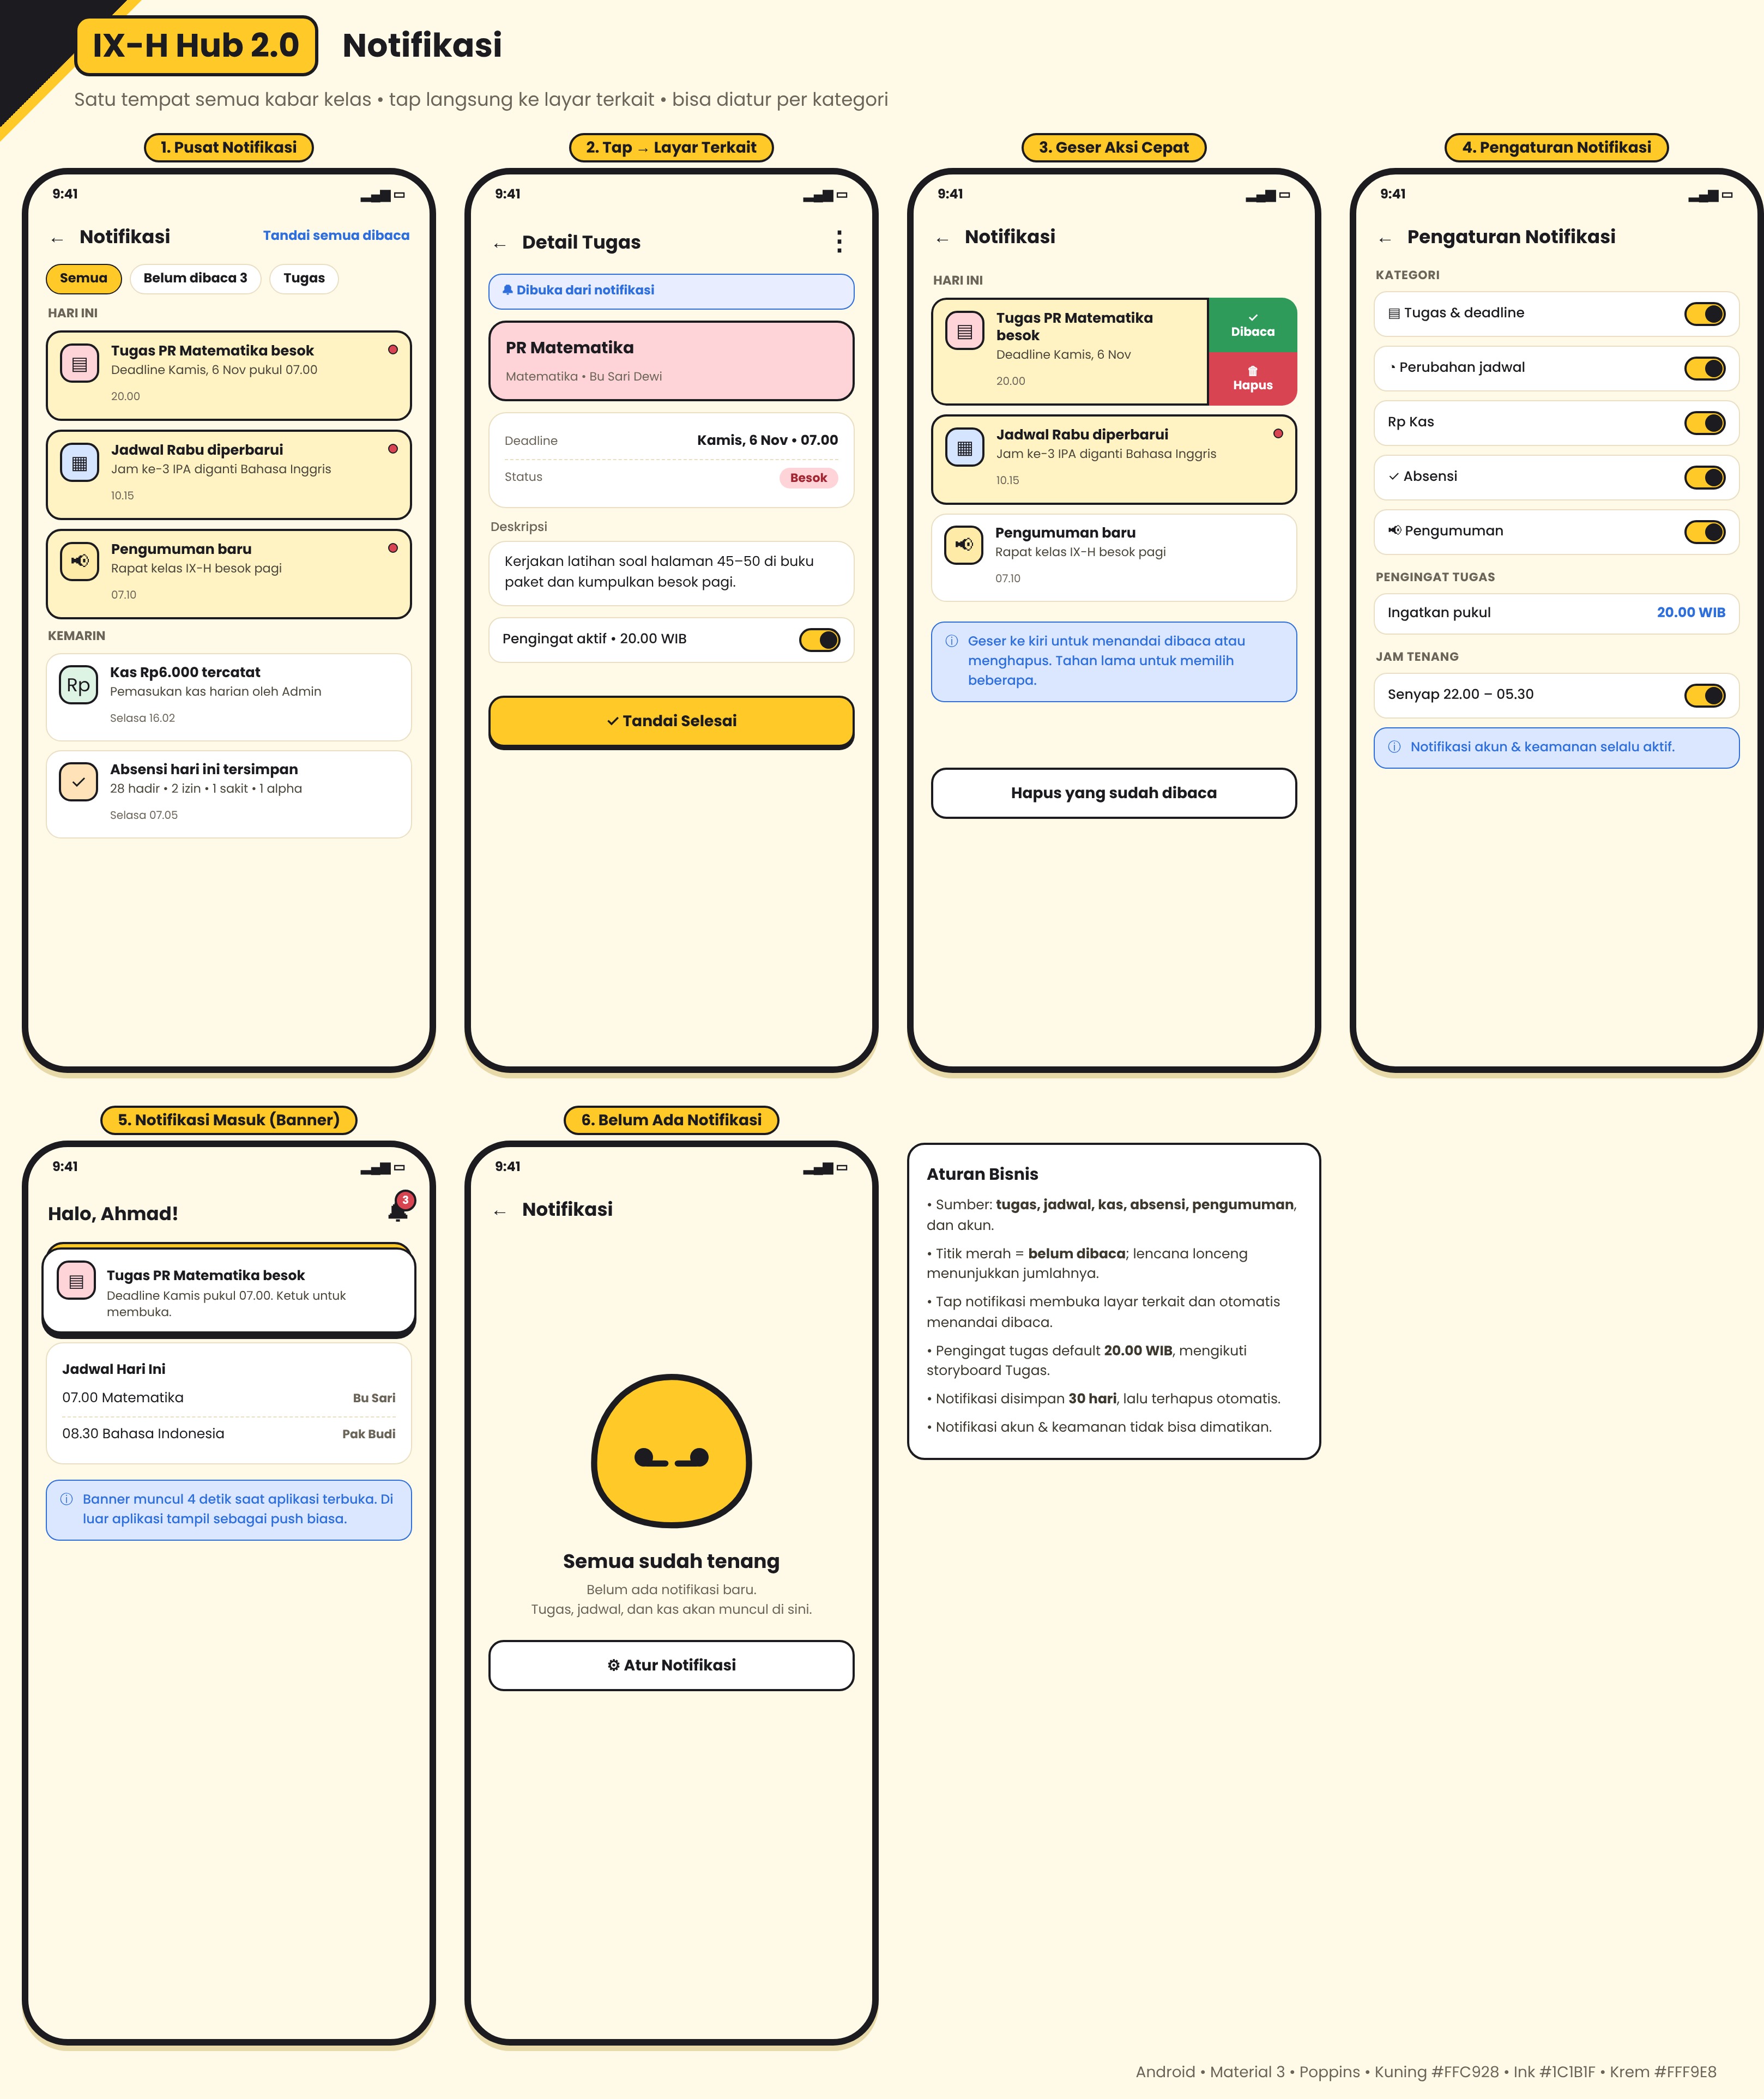 IX-H Hub 2.0
Notifikasi
Satu tempat semua kabar kelas • tap langsung ke layar terkait • bisa diatur per kategori
1. Pusat Notifikasi
9:41
← Notifikasi
Tandai semua dibaca
Semua
Belum dibaca 3
Tugas
HARI INI
Tugas PR Matematika besok
Deadline Kamis, 6 Nov pukul 07.00
20.00
Jadwal Rabu diperbarui
Jam ke-3 IPA diganti Bahasa Inggris
10.15
Pengumuman baru
Rapat kelas IX-H besok pagi
07.10
KEMARIN
Rp
Kas Rp6.000 tercatat
Pemasukan kas harian oleh Admin
Selasa 16.02
✓
Absensi hari ini tersimpan
28 hadir • 2 izin • 1 sakit • 1 alpha
Selasa 07.05
2. Tap → Layar Terkait
9:41
← Detail Tugas
Dibuka dari notifikasi
PR Matematika
Matematika • Bu Sari Dewi
Deadline
Kamis, 6 Nov • 07.00
Status
Besok
Deskripsi
Kerjakan latihan soal halaman 45–50 di buku
paket dan kumpulkan besok pagi.
Pengingat aktif • 20.00 WIB
✓ Tandai Selesai
3. Geser Aksi Cepat
9:41
← Notifikasi
HARI INI
Tugas PR Matematika
besok
Deadline Kamis, 6 Nov
20.00
✓
Dibaca
Hapus
Jadwal Rabu diperbarui
Jam ke-3 IPA diganti Bahasa Inggris
10.15
Pengumuman baru
Rapat kelas IX-H besok pagi
07.10
ⓘ Geser ke kiri untuk menandai dibaca atau
menghapus. Tahan lama untuk memilih
beberapa.
Hapus yang sudah dibaca
4. Pengaturan Notifikasi
9:41
← Pengaturan Notifikasi
KATEGORI
Tugas & deadline
Perubahan jadwal
Rp Kas
✓ Absensi
Pengumuman
PENGINGAT TUGAS
Ingatkan pukul
20.00 WIB
JAM TENANG
Senyap 22.00 – 05.30
ⓘ Notifikasi akun & keamanan selalu aktif.
5. Notifikasi Masuk (Banner)
9:41
Halo, Ahmad!
3
Tugas PR Matematika besok
Deadline Kamis pukul 07.00. Ketuk untuk
membuka.
Jadwal Hari Ini
07.00 Matematika
Bu Sari
08.30 Bahasa Indonesia
Pak Budi
ⓘ Banner muncul 4 detik saat aplikasi terbuka. Di
luar aplikasi tampil sebagai push biasa.
6. Belum Ada Notifikasi
9:41
← Notifikasi
Semua sudah tenang
Belum ada notifikasi baru.
Tugas, jadwal, dan kas akan muncul di sini.
⚙ Atur Notifikasi
Aturan Bisnis
• Sumber: tugas, jadwal, kas, absensi, pengumuman,
dan akun.
• Titik merah = belum dibaca; lencana lonceng
menunjukkan jumlahnya.
• Tap notifikasi membuka layar terkait dan otomatis
menandai dibaca.
• Pengingat tugas default 20.00 WIB, mengikuti
storyboard Tugas.
• Notifikasi disimpan 30 hari, lalu terhapus otomatis.
• Notifikasi akun & keamanan tidak bisa dimatikan.
Android • Material 3 • Poppins • Kuning #FFC928 • Ink #1C1B1F • Krem #FFF9E8